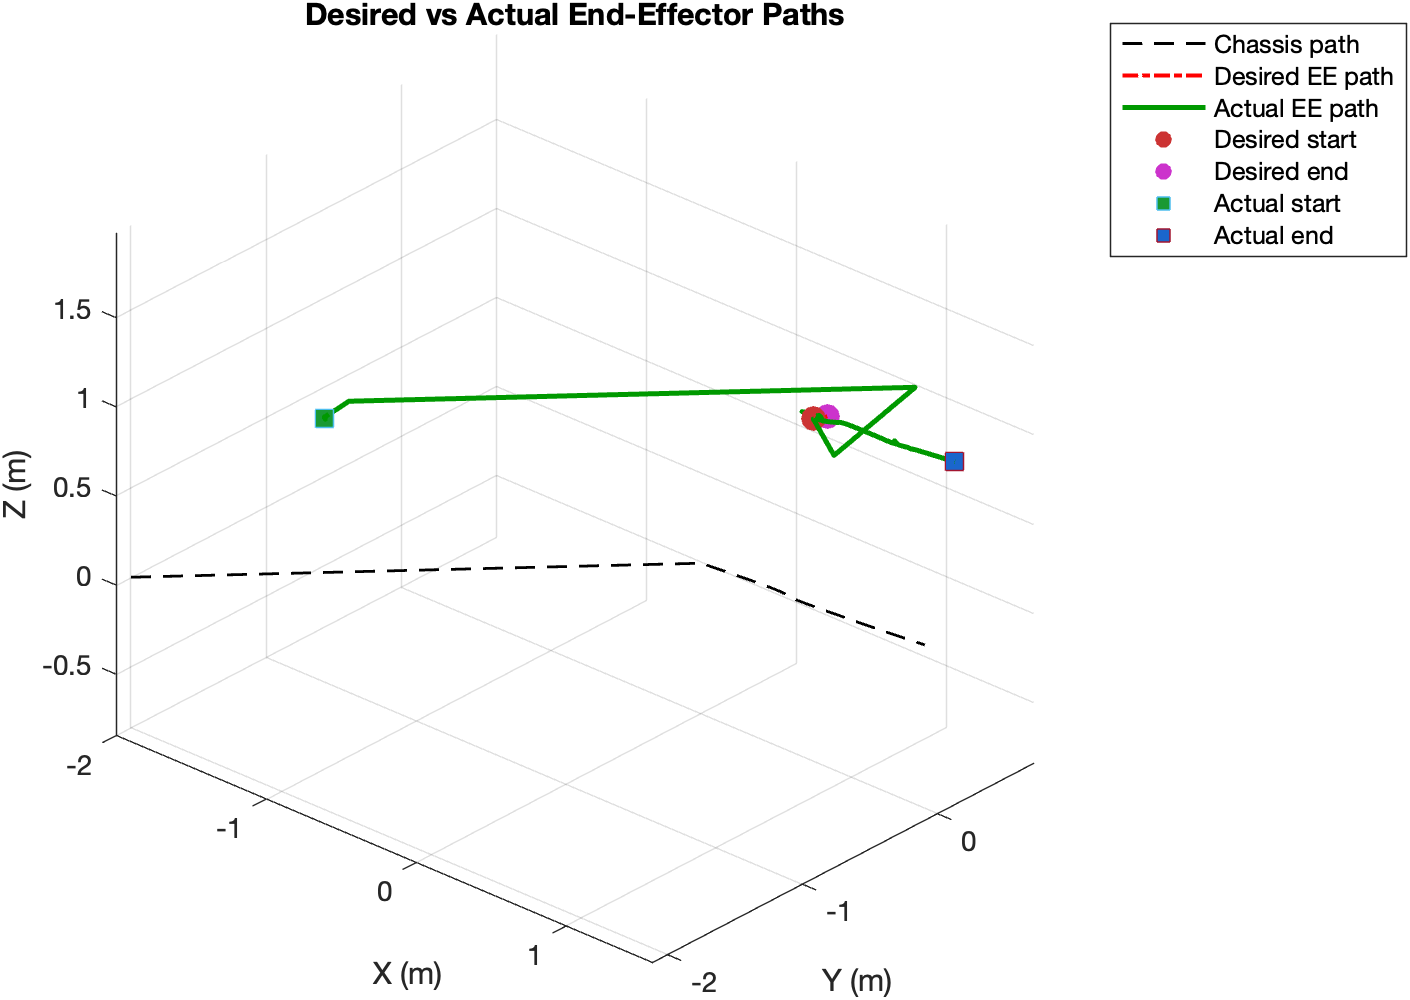 Desired vs Actual End-Effector Paths
Chassis path
Desired EE path
Actual EE path
Desired start
Desired end
Actual start
Actual end
1.5
1
0.5
0
-0.5
Z (m)
-2
-1
0
1
X (m)
0
-1
-2
Y (m)